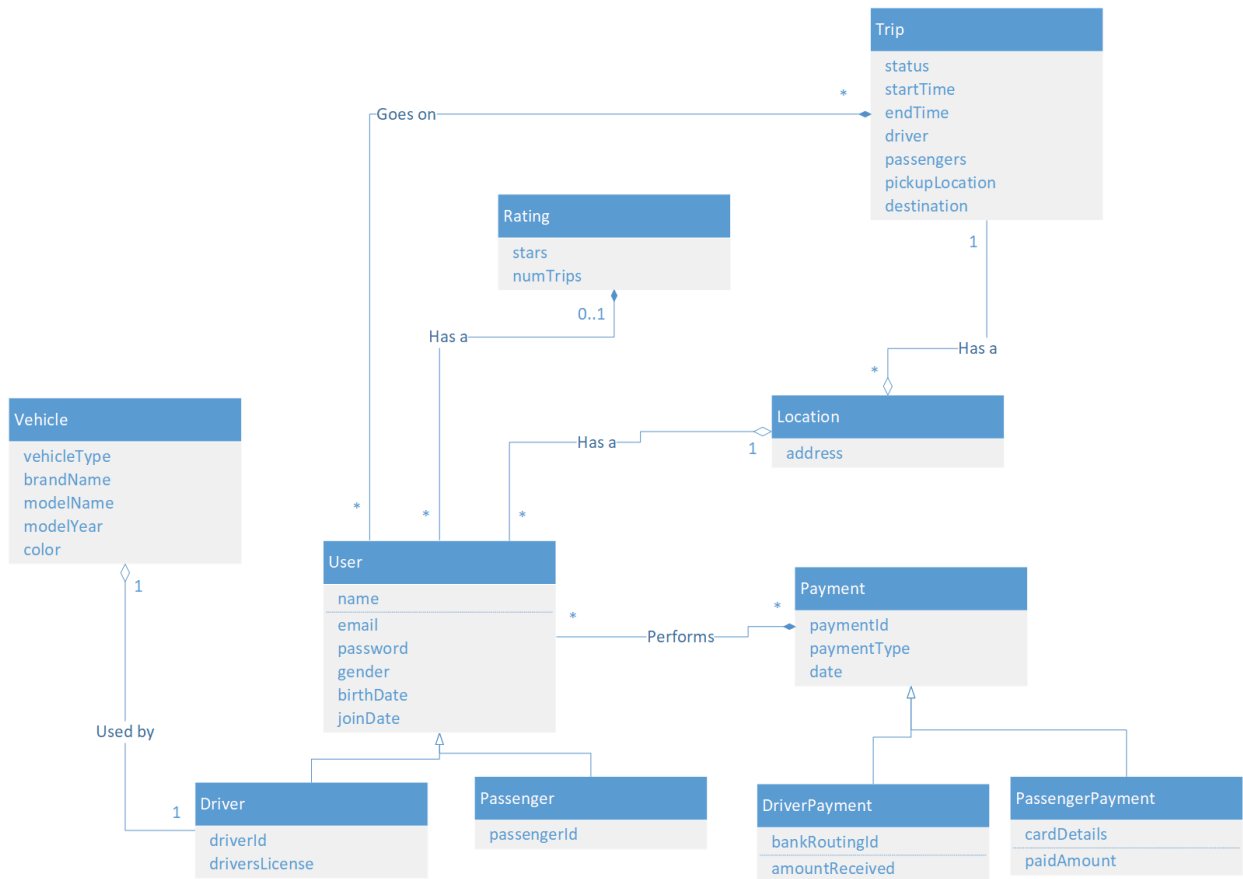 Trip
status
startTime
endTime
driver
passengers
pickupLocation
destination
*
Goes on
Rating
stars
numTrips
0..1
Has a
1
Has a
*
Vehicle
vehicleType
brandName
modelName
modelYear
color
Location
address
Has a
1
*
*
*
User
name
email
password
gender
birthDate
joinDate
1
*
Performs
*
Payment
paymentId
paymentType
date
Used by
1
Driver
driverId
driversLicense
Passenger
passengerId
DriverPayment
bankRoutingId
amountReceived
PassengerPayment
cardDetails
paidAmount